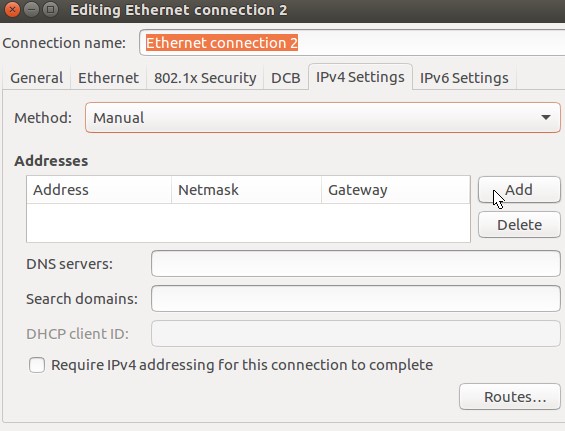 Editing Ethernet connection 2
Connection name: Ethernet connection 2
General Ethernet 802.1x Security DCB IPv4 Settings IPv6 Settings
Method: Manual
Addresses
Address Netmask Gateway Add
Delete
DNS servers:
Search domains:
DHCP client ID:
Require IPv4 addressing for this connection to complete
Routes...